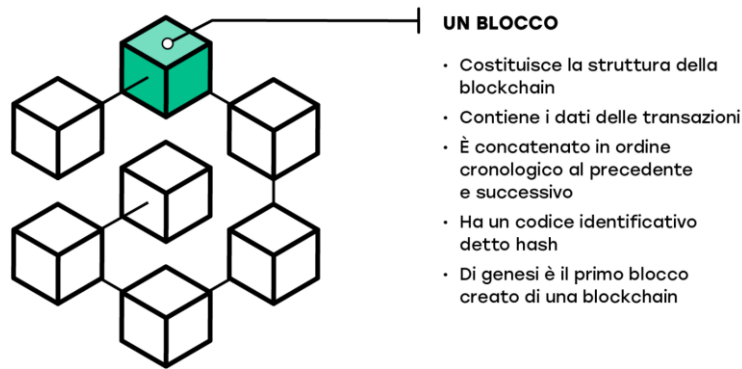 UN BLOCCO
· Costituisce la struttura della
blockchain
· Contiene i dati delle transazioni
· È concatenato in ordine
cronologico al precedente
e successivo
· Ha un codice identificativo
detto hash
· Di genesi è il primo blocco
creato di una blockchain